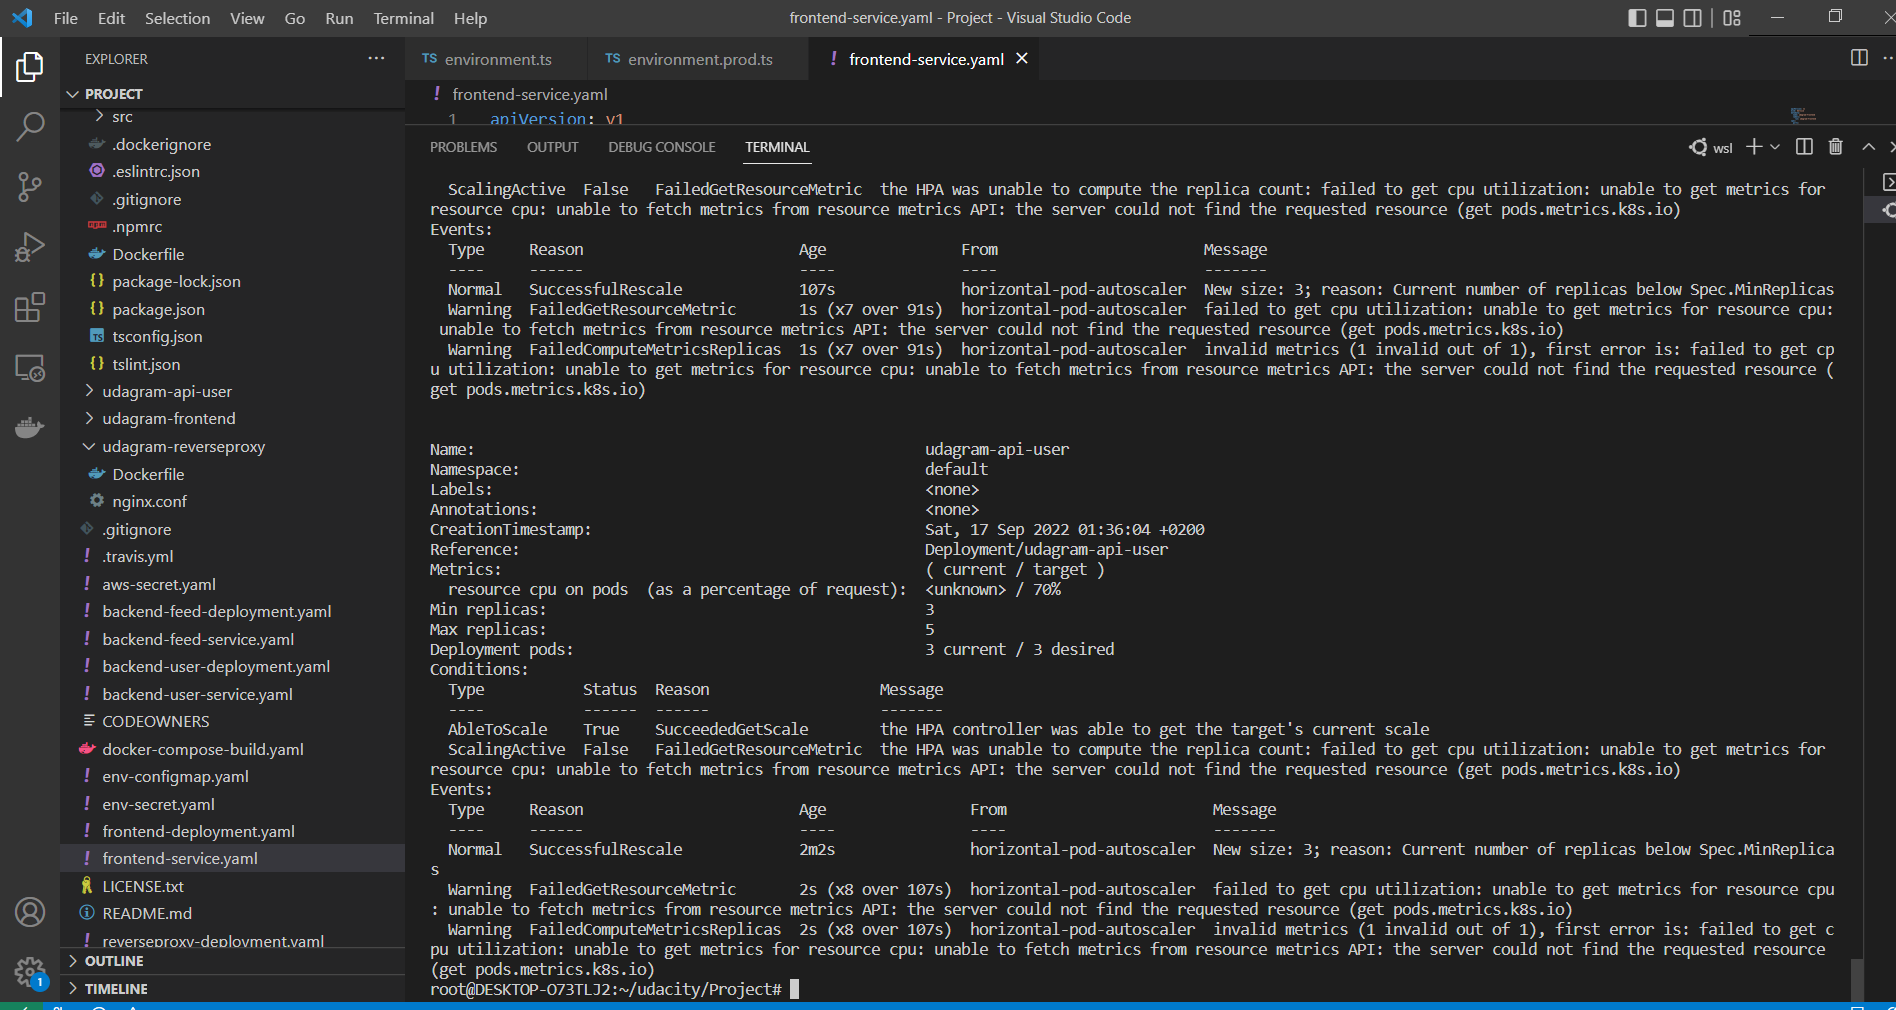 File Edit Selection View Go Run Terminal Help
frontend-service.yaml - Project - Visual Studio Code
EXPLORER
PROJECT
src
.dockerignore
.eslintrc.json
.gitignore
.npmrc
Dockerfile
package-lock.json
package.json
tsconfig.json
tslint.json
udagram-api-user
udagram-frontend
udagram-reverseproxy
Dockerfile
nginx.conf
.gitignore
.travis.yml
aws-secret.yaml
backend-feed-deployment.yaml
backend-feed-service.yaml
backend-user-deployment.yaml
backend-user-service.yaml
CODEOWNERS
docker-compose-build.yaml
env-configmap.yaml
env-secret.yaml
frontend-deployment.yaml
frontend-service.yaml
LICENSE.txt
README.md
reverseproxy-deployment.yaml
OUTLINE
TIMELINE
1
TS environment.ts
TS environment.prod.ts
! frontend-service.yaml
! frontend-service.yaml
1 apiVersion: v1
PROBLEMS OUTPUT DEBUG CONSOLE TERMINAL
wsl
ScalingActive False FailedGetResourceMetric the HPA was unable to compute the replica count: failed to get cpu utilization: unable to get metrics for
resource cpu: unable to fetch metrics from resource metrics API: the server could not find the requested resource (get pods.metrics.k8s.io)
Events:
Type Reason Age From Message
---- ------ ---- ---- -------
Normal SuccessfulRescale 107s horizontal-pod-autoscaler New size: 3; reason: Current number of replicas below Spec.MinReplicas
Warning FailedGetResourceMetric 1s (x7 over 91s) horizontal-pod-autoscaler failed to get cpu utilization: unable to get metrics for resource cpu:
unable to fetch metrics from resource metrics API: the server could not find the requested resource (get pods.metrics.k8s.io)
Warning FailedComputeMetricsReplicas 1s (x7 over 91s) horizontal-pod-autoscaler invalid metrics (1 invalid out of 1), first error is: failed to get cp
u utilization: unable to get metrics for resource cpu: unable to fetch metrics from resource metrics API: the server could not find the requested resource (
get pods.metrics.k8s.io)
Name: udagram-api-user
Namespace: default
Labels: <none>
Annotations: <none>
CreationTimestamp: Sat, 17 Sep 2022 01:36:04 +0200
Reference: Deployment/udagram-api-user
Metrics: ( current / target )
resource cpu on pods (as a percentage of request): <unknown> / 70%
Min replicas: 3
Max replicas: 5
Deployment pods: 3 current / 3 desired
Conditions:
Type Status Reason Message
---- ------ ------ -------
AbleToScale True SucceededGetScale the HPA controller was able to get the target's current scale
ScalingActive False FailedGetResourceMetric the HPA was unable to compute the replica count: failed to get cpu utilization: unable to get metrics for
resource cpu: unable to fetch metrics from resource metrics API: the server could not find the requested resource (get pods.metrics.k8s.io)
Events:
Type Reason Age From Message
---- ------ ---- ---- -------
Normal SuccessfulRescale 2m2s horizontal-pod-autoscaler New size: 3; reason: Current number of replicas below Spec.MinReplica
s
Warning FailedGetResourceMetric 2s (x8 over 107s) horizontal-pod-autoscaler failed to get cpu utilization: unable to get metrics for resource cpu
: unable to fetch metrics from resource metrics API: the server could not find the requested resource (get pods.metrics.k8s.io)
Warning FailedComputeMetricsReplicas 2s (x8 over 107s) horizontal-pod-autoscaler invalid metrics (1 invalid out of 1), first error is: failed to get c
pu utilization: unable to get metrics for resource cpu: unable to fetch metrics from resource metrics API: the server could not find the requested resource
(get pods.metrics.k8s.io)
root@DESKTOP-O73TLJ2:~/udacity/Project#